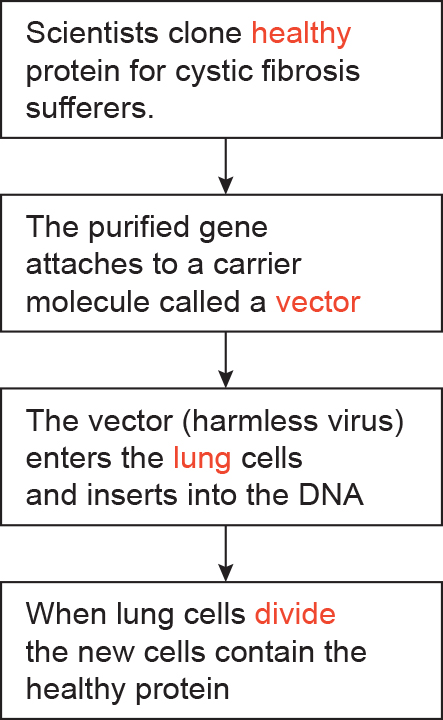 Scientists clone healthy
protein for cystic fibrosis
sufferers.
The purified gene
attaches to a carrier
molecule called a vector
The vector (harmless virus)
enters the lung cells
and inserts into the DNA
When lung cells divide
the new cells contain the
healthy protein